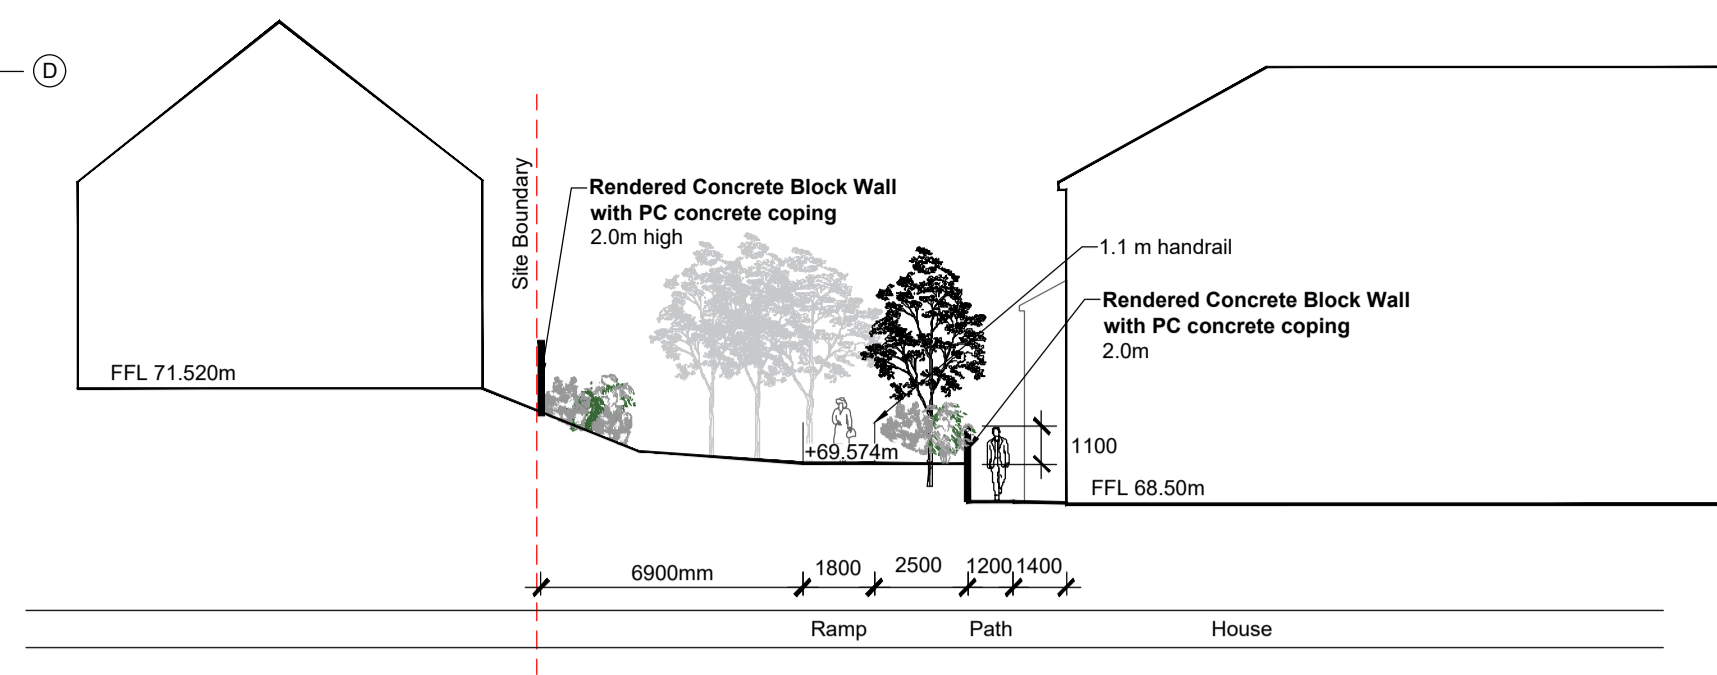 D
Site Boundary
Rendered Concrete Block Wall
with PC concrete coping
2.0m high
1.1 m handrail
Rendered Concrete Block Wall
with PC concrete coping
2.0m
FFL 71.520m
+69.574m
1100
FFL 68.50m
6900mm
1800
2500
1200
1400
Ramp
Path
House